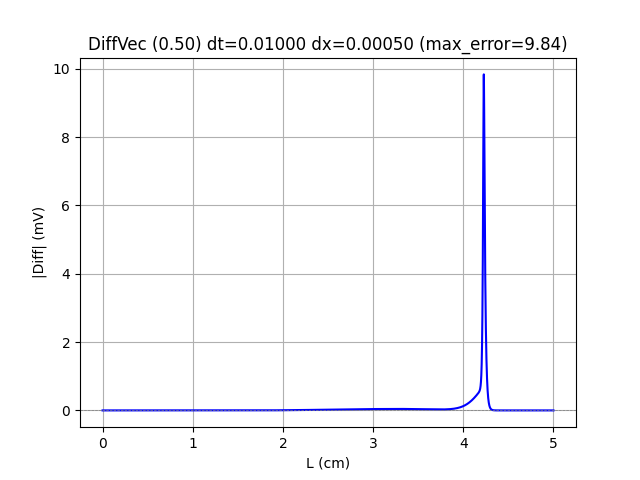 DiffVec (0.50) dt=0.01000 dx=0.00050 (max_error=9.84)
10
8
6
4
2
0
|Diff| (mV)
0 1 2 3 4 5
L (cm)